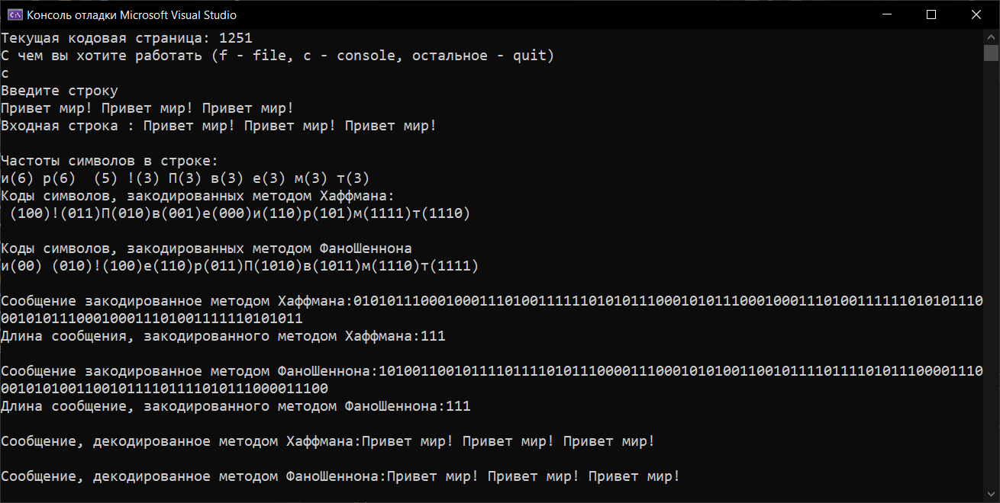 Консоль отладки Microsoft Visual Studio
Текущая кодовая страница: 1251
С чем вы хотите работать (f - file, c - console, остальное - quit)
c
Введите строку
Привет мир! Привет мир! Привет мир!
Входная строка : Привет мир! Привет мир! Привет мир!
Частоты символов в строке:
и(6) р(6)  (5) !(3) П(3) в(3) е(3) м(3) т(3)
Коды символов, закодированных методом Хаффмана:
 (100)!(011)П(010)в(001)е(000)и(110)р(101)м(1111)т(1110)
Коды символов, закодированных методом ФаноШеннона
и(00) (010)!(100)е(110)р(011)П(1010)в(1011)м(1110)т(1111)
Сообщение закодированное методом Хаффмана:010101110001000111010011111101010111000101011100010001110100111111010101110
001010111000100011101001111110101011
Длина сообщения, закодированного методом Хаффмана:111
Сообщение закодированное методом ФаноШеннона:101001100101111011110101110000111000101010011001011110111101011100001110
001010100110010111101111010111000011100
Длина сообщение, закодированного методом ФаноШеннона:111
Сообщение, декодированное методом Хаффмана:Привет мир! Привет мир! Привет мир!
Сообщение, декодированное методом ФаноШеннона:Привет мир! Привет мир! Привет мир!